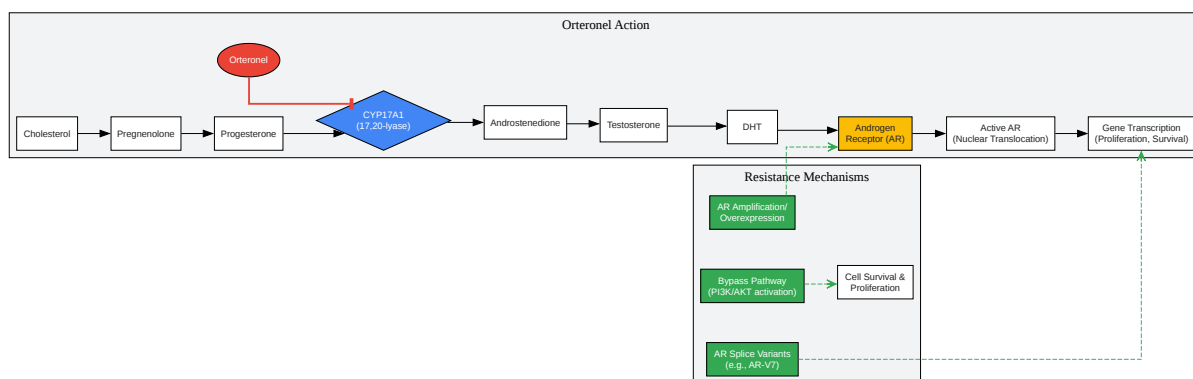 Orteronel Action
Orteronel
Cholesterol
Pregnenolone
Progesterone
CYP17A1
(17,20-lyase)
Androstenedione
Testosterone
DHT
Androgen
Receptor (AR)
Active AR
(Nuclear Translocation)
Gene Transcription
(Proliferation, Survival)
Resistance Mechanisms
AR Amplification/
Overexpression
Bypass Pathway
(PI3K/AKT activation)
Cell Survival &
Proliferation
AR Splice Variants
(e.g., AR-V7)